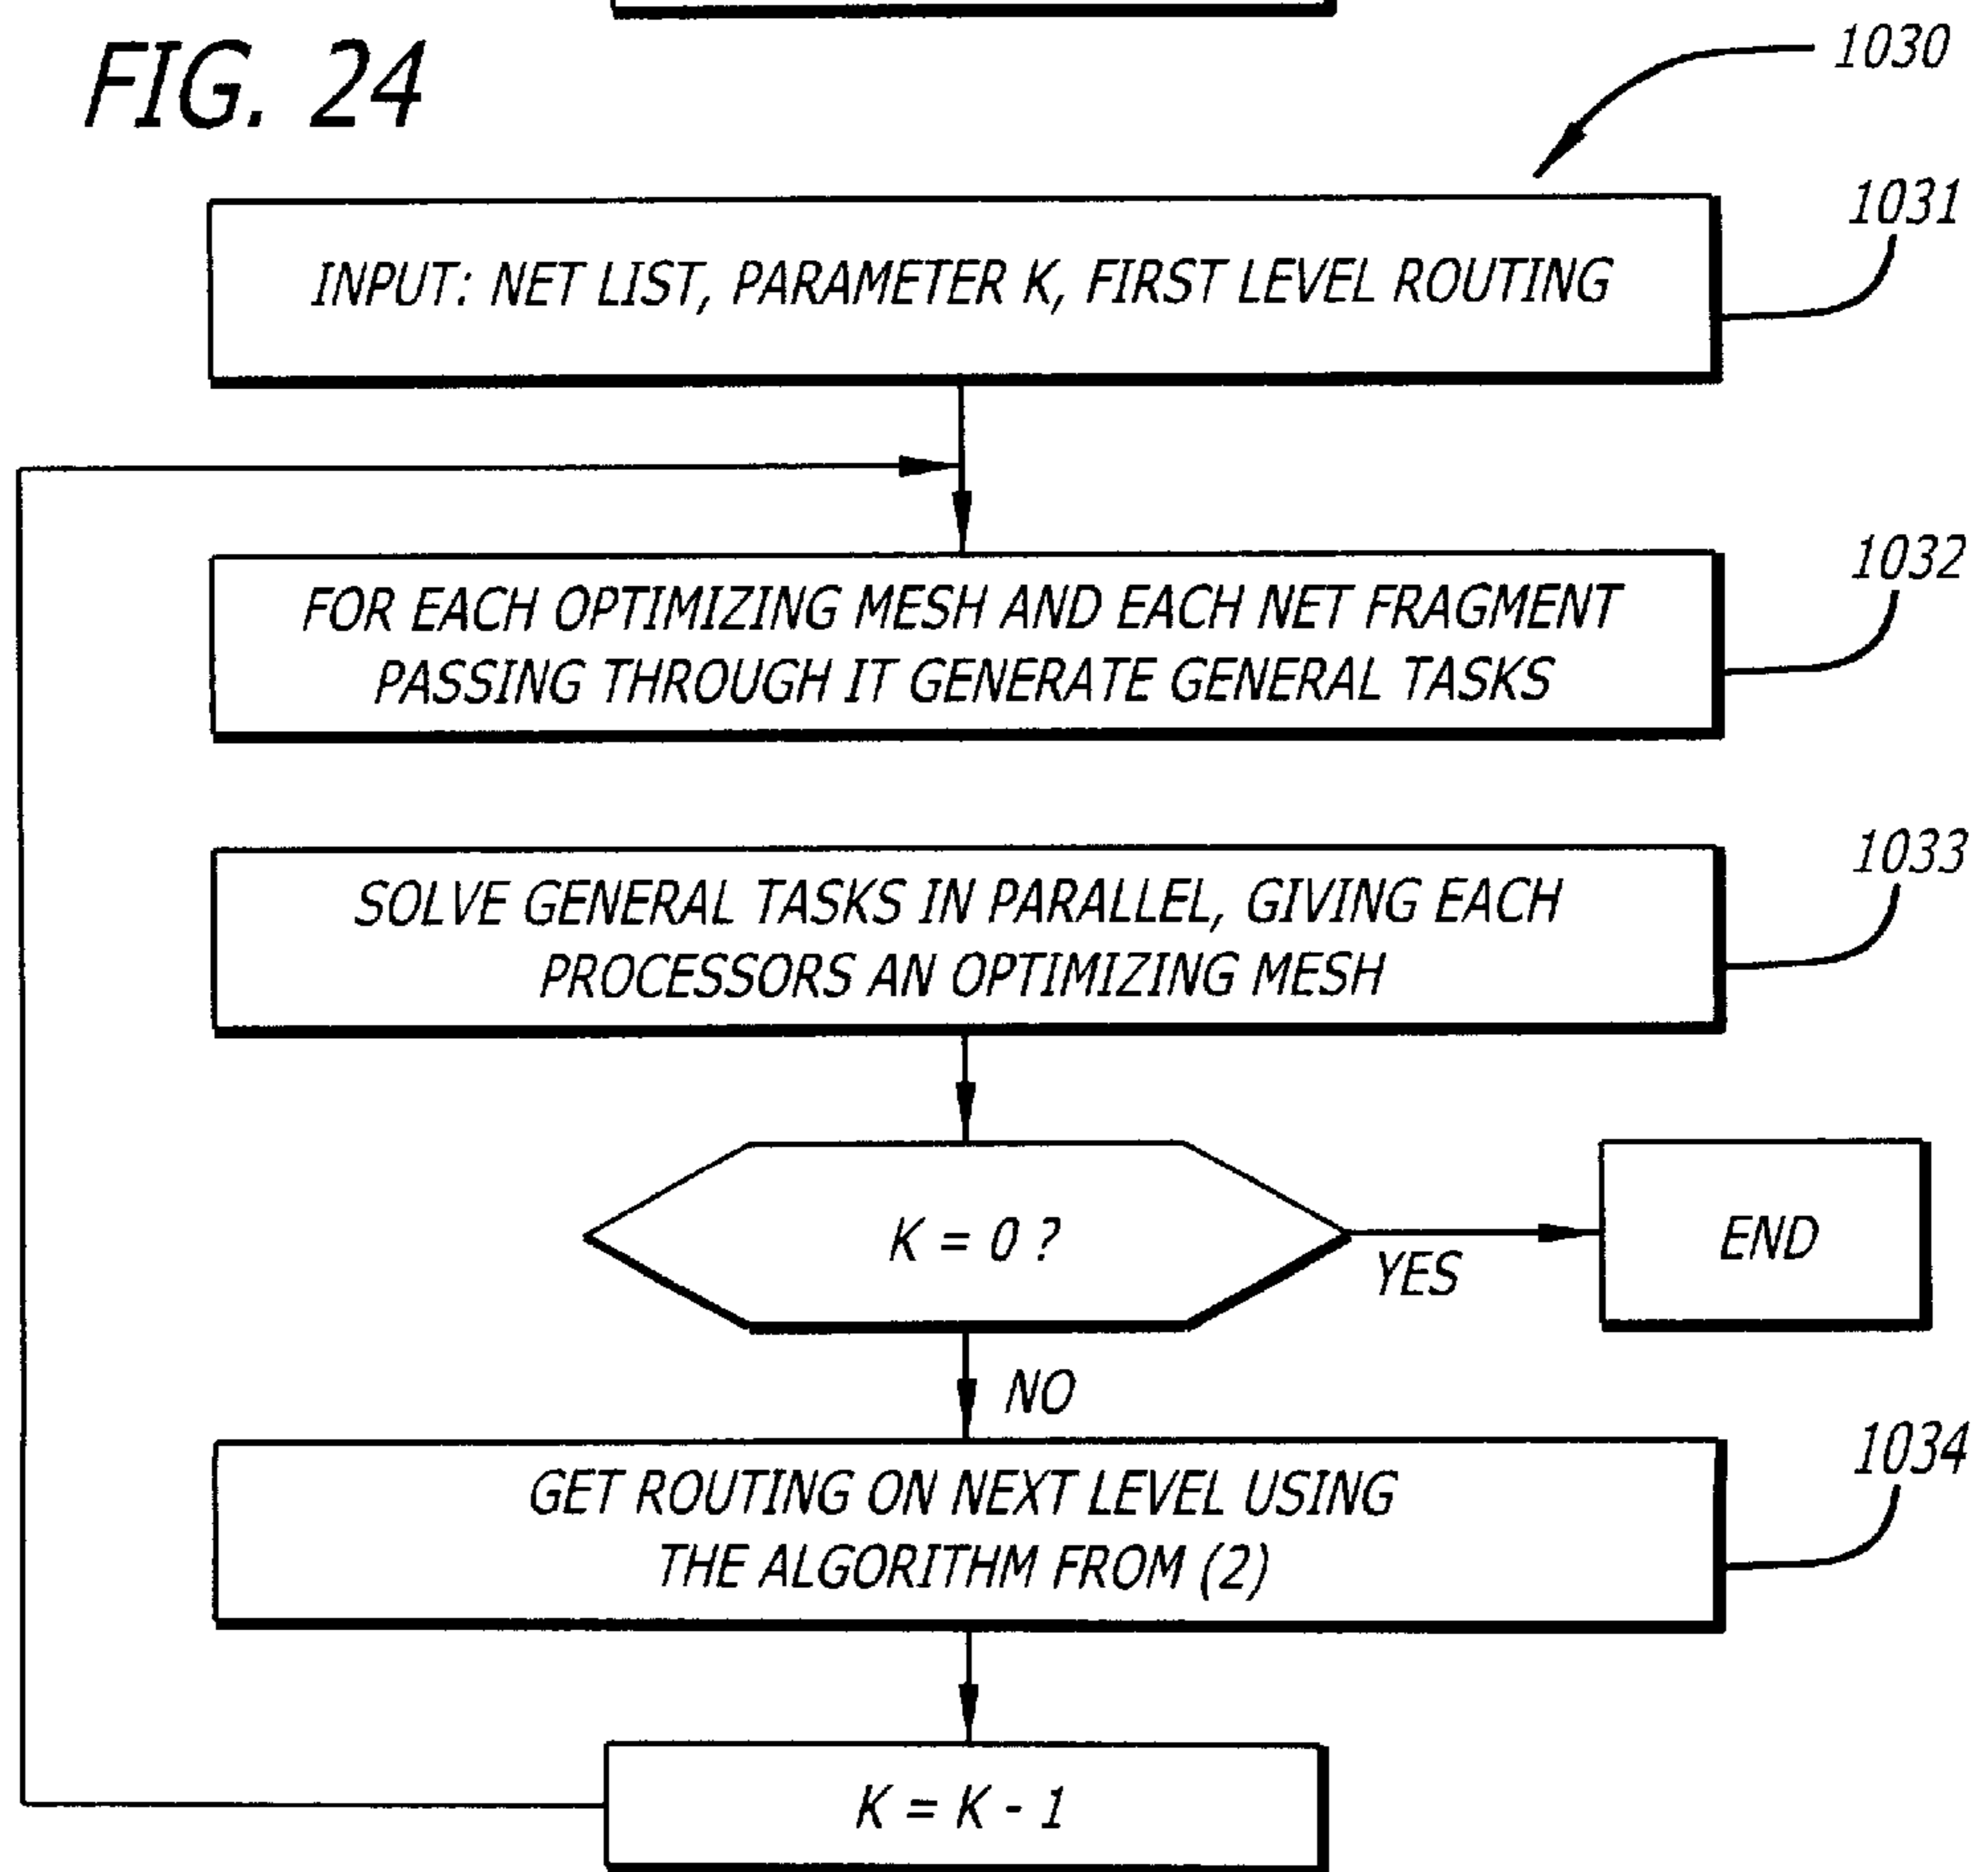 FIG. 24
1030
1031
INPUT: NET LIST, PARAMETER K, FIRST LEVEL ROUTING
1032
FOR EACH OPTIMIZING MESH AND EACH NET FRAGMENT
PASSING THROUGH IT GENERATE GENERAL TASKS
1033
SOLVE GENERAL TASKS IN PARALLEL, GIVING EACH
PROCESSORS AN OPTIMIZING MESH
K = 0 ?
YES
END
NO
1034
GET ROUTING ON NEXT LEVEL USING
THE ALGORITHM FROM (2)
K = K - 1